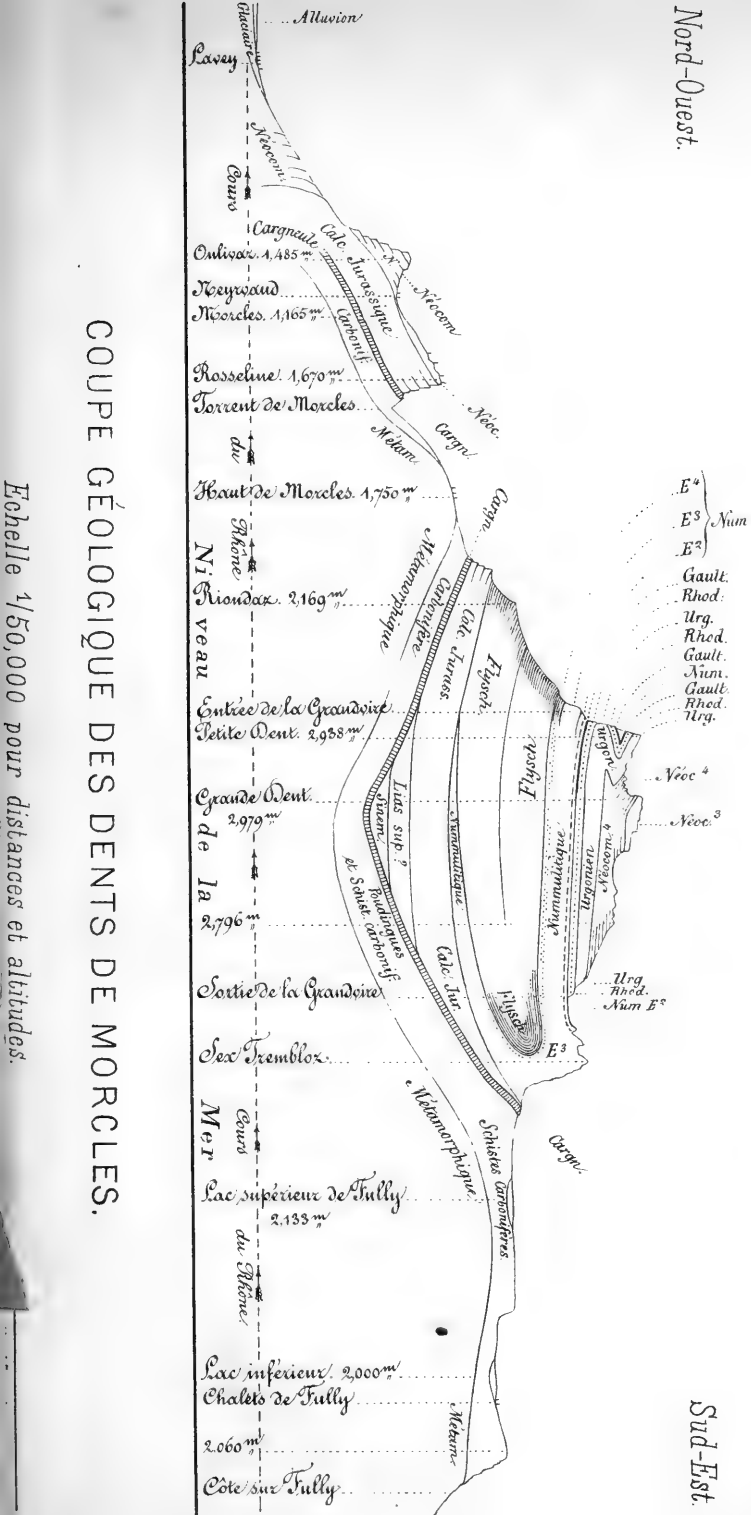 Nord-Ouest.
Sud-Est.
Alluvion
Glaciaire
Lavey
Néocom.
Cours
Cargneule
Calc. Jurassique
N
Néocom
Onlivaz. 1,485 m
Neyrvaud
Morcles. 1,165 m
Carbonif.
Rosseline. 1,670 m
Torrent de Morcles
Néoc.
Métam.
Cargn.
du
Haut de Morcles. 1,750 m
Cargn.
Rhône
Métamorphique
Carbonifère
Calc. Jurass.
Flysch.
Riondaz. 2,169 m
E4
E3
E2
Num
Gault.
Rhod.
Urg.
Rhod.
Gault.
Num.
Gault.
Rhod.
Urg.
Entrée de la Grandvire
Petite Dent. 2,938 m
Urgon
Flysch
Néoc 4
Grande Dent.
2,979 m
Néoc. 3
Lias sup. ?
Sinem
Nummulitique
Nummulitique
Urgonien
Néocom. 4
Poudingues
et Schist. carbonif.
2,796 m
Calc. Jur.
Sortie de la Grandvire
Flysch
Urg
Rhod.
Num E2
E3
Sex Trembloz
Métamorphique
Cargn.
Cours
Schistes Carbonifères.
Lac supérieur de Fully
2,133 m
du Rhône.
Lac inférieur. 2,000 m
Chalets de Fully
Métam
2.060 m
Côte sur Fully
Niveau de la Mer
COUPE GÉOLOGIQUE DES DENTS DE MORCLES.
Echelle 1/50,000 pour distances et altitudes.